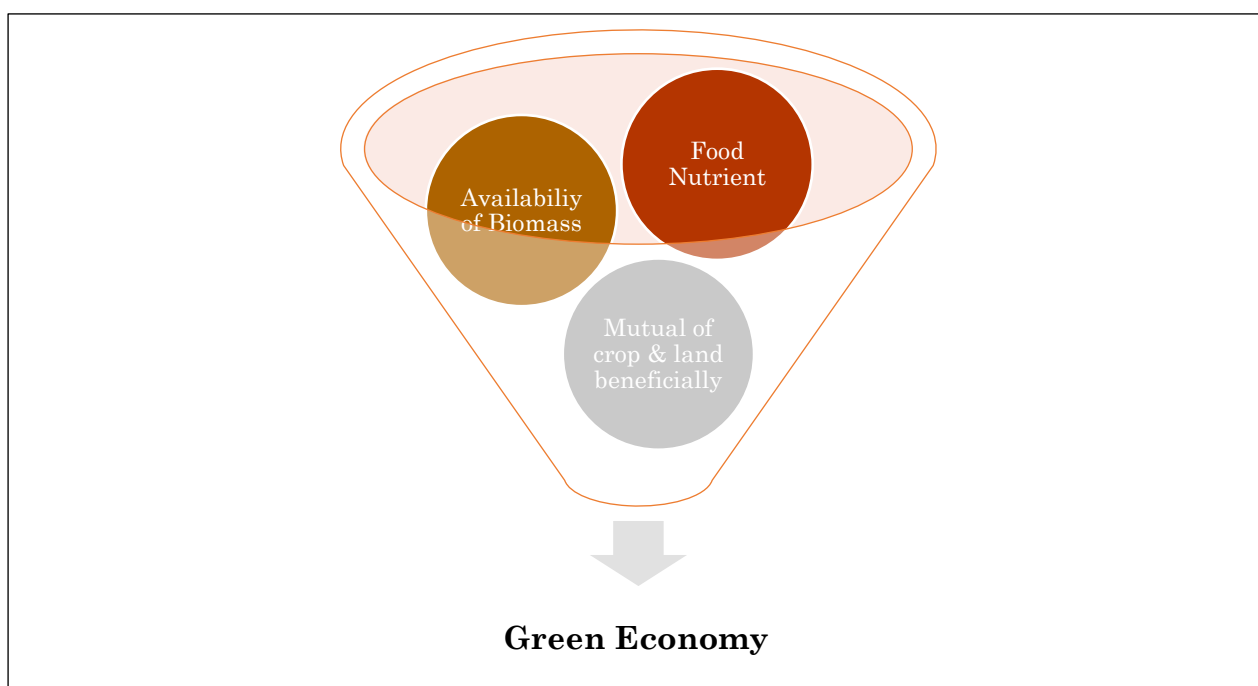 Food
Nutrient
Availabiliy
of Biomass
Mutual of
crop & land
beneficially
Green Economy